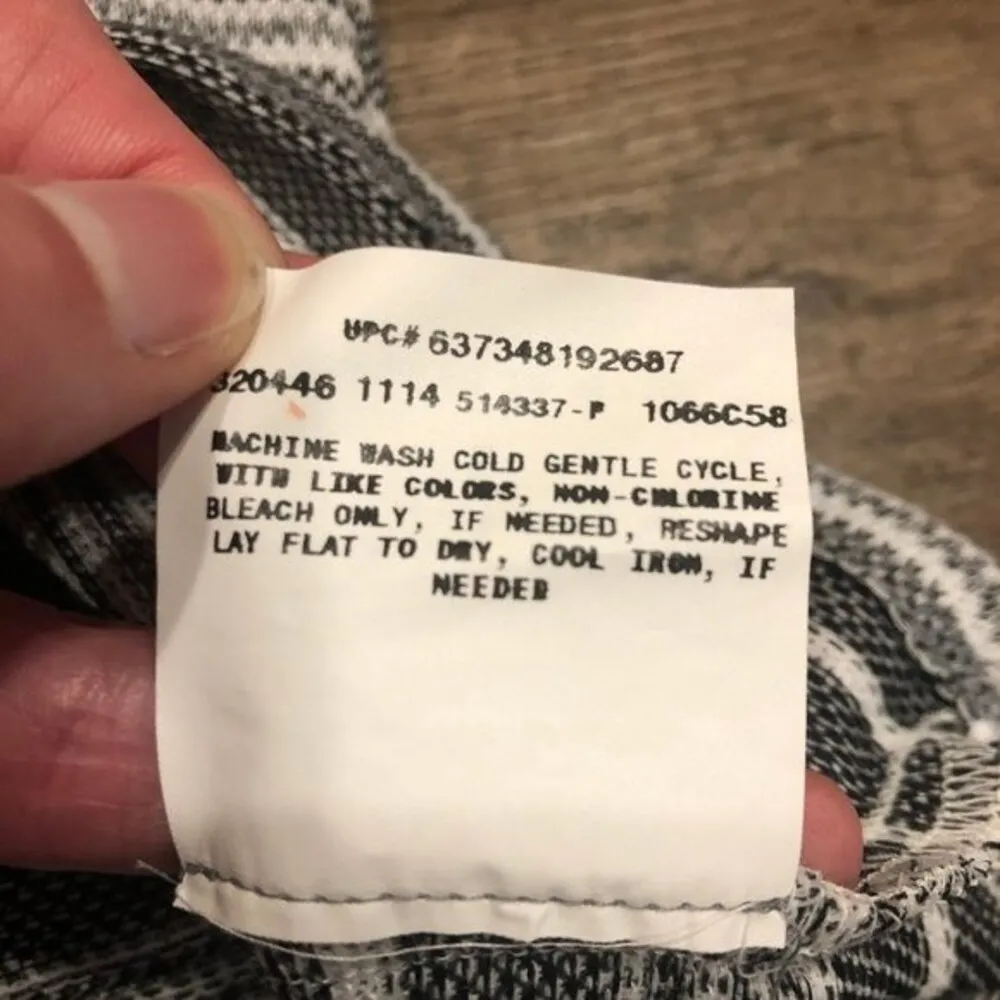 UPC# 637348192687
320446 1114 514337-P 1066C58
MACHINE WASH COLD GENTLE CYCLE,
WITH LIKE COLORS, NON-CHLORINE
BLEACH ONLY, IF NEEDED, RESHAPE
LAY FLAT TO DRY, COOL IRON, IF
NEEDED